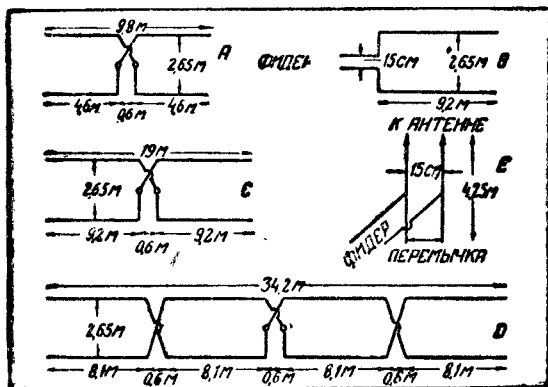 9,8м
2,65м
A
4,6м 0,6м 4,6м
ФИДЕР
15см
2,65м
B
9,2м
К АНТЕННЕ
15см
4,25м
E
ФИДЕР
ПЕРЕМЫЧКА
19м
2,65м
C
9,2м 0,6м 9,2м
34,2м
2,65м
D
8,1м 0,6м 8,1м 0,6м 8,1м 0,6м 8,1м